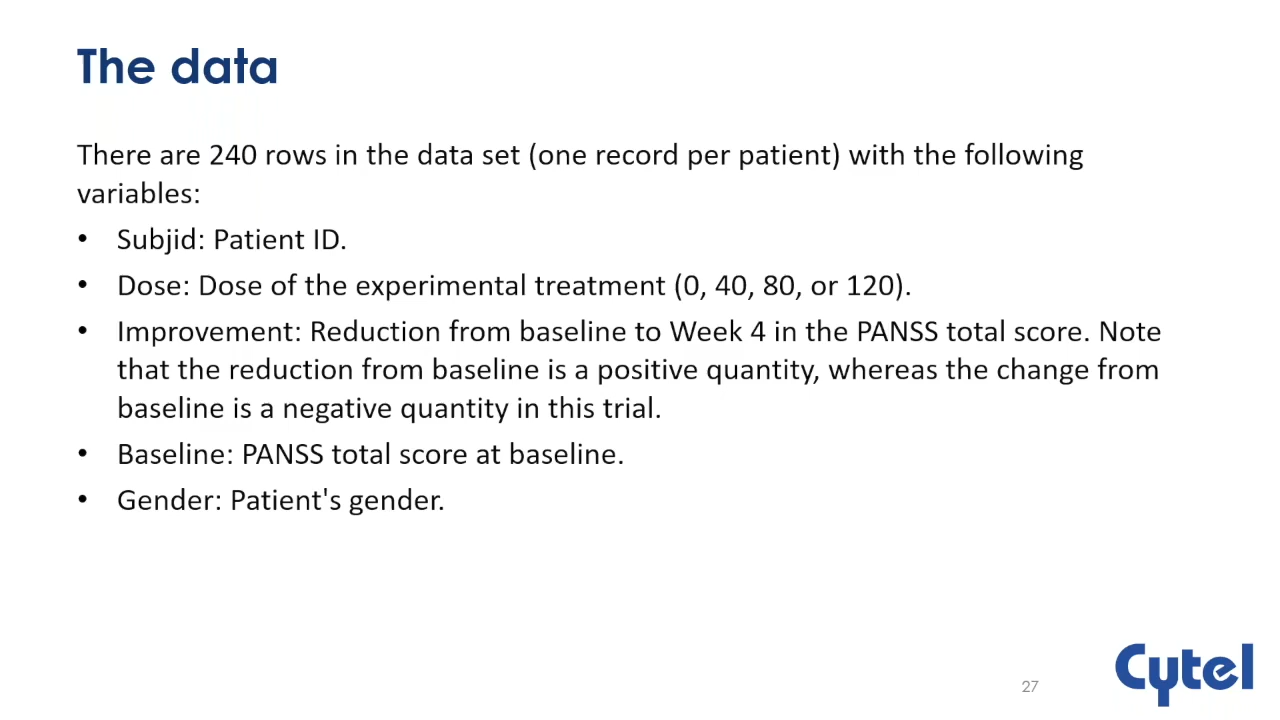 The data
There are 240 rows in the data set (one record per patient) with the following
variables:
• Subjid: Patient ID.
• Dose: Dose of the experimental treatment (0, 40, 80, or 120).
• Improvement: Reduction from baseline to Week 4 in the PANSS total score. Note
that the reduction from baseline is a positive quantity, whereas the change from
baseline is a negative quantity in this trial.
• Baseline: PANSS total score at baseline.
• Gender: Patient's gender.
27
Cytel